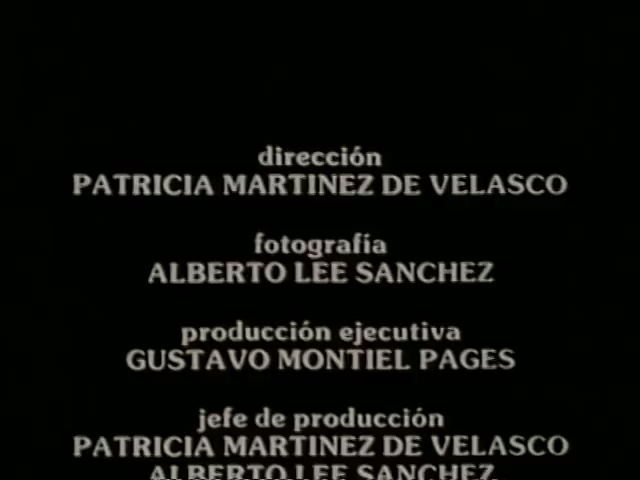 dirección
PATRICIA MARTINEZ DE VELASCO
fotografía
ALBERTO LEE SANCHEZ
producción ejecutiva
GUSTAVO MONTIEL PAGES
jefe de producción
PATRICIA MARTINEZ DE VELASCO
ALBERTO LEE SANCHEZ